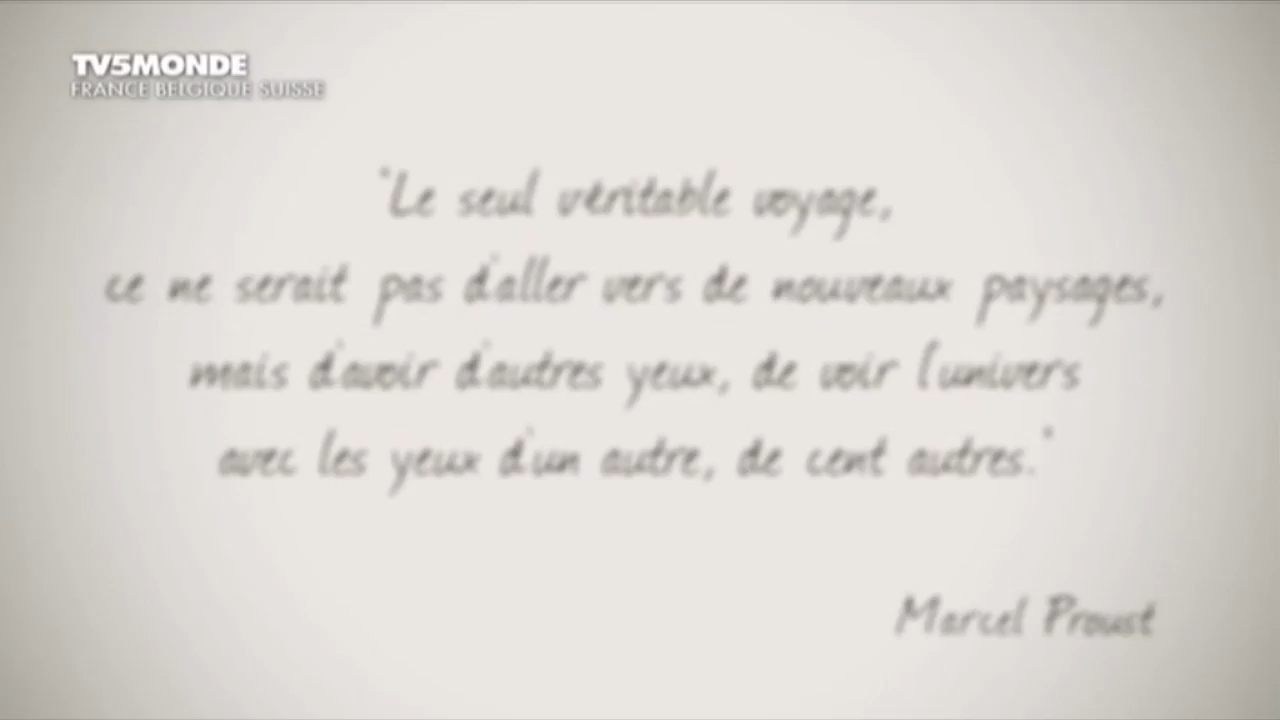 TV5MONDE
FRANCE BELGIQUE SUISSE
"Le seul véritable voyage,
ce ne serait pas d'aller vers de nouveaux paysages,
mais d'avoir d'autres yeux, de voir l'univers
avec les yeux d'un autre, de cent autres."
Marcel Proust